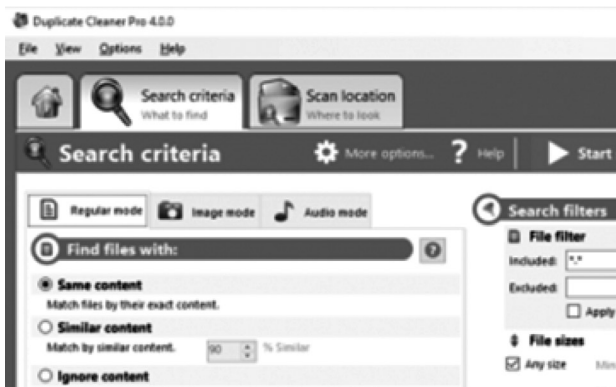 Duplicate Cleaner Pro 4.0.0
File View Options Help
Search criteria
What to find
Scan location
Where to look
Search criteria
More options...
? Help
Start
Regular mode
Image mode
Audio mode
Search filters
Find files with:
?
File filter
Same content
Included: *.*
Match files by their exact content.
Excluded:
Similar content
Apply
Match by similar content. 90 % Similar
File sizes
Any size Min
Ignore content